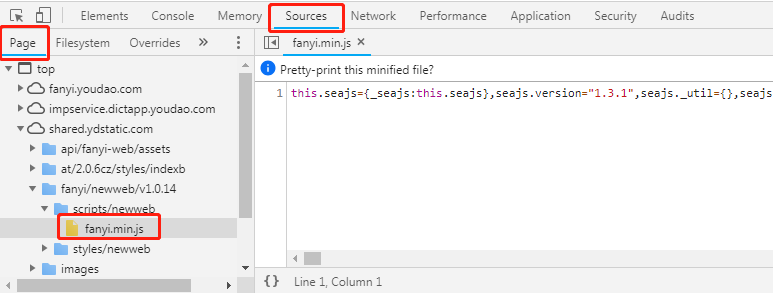 Elements Console Memory Sources Network Performance Application Security Audits
Page Filesystem Overrides »
top
fanyi.youdao.com
impservice.dictapp.youdao.com
shared.ydstatic.com
api/fanyi-web/assets
at/2.0.6cz/styles/indexb
fanyi/newweb/v1.0.14
scripts/newweb
fanyi.min.js
styles/newweb
images
fanyi.min.js ×
Pretty-print this minified file?
1 this.seajs={_seajs:this.seajs},seajs.version="1.3.1",seajs._util={},seajs
{} Line 1, Column 1